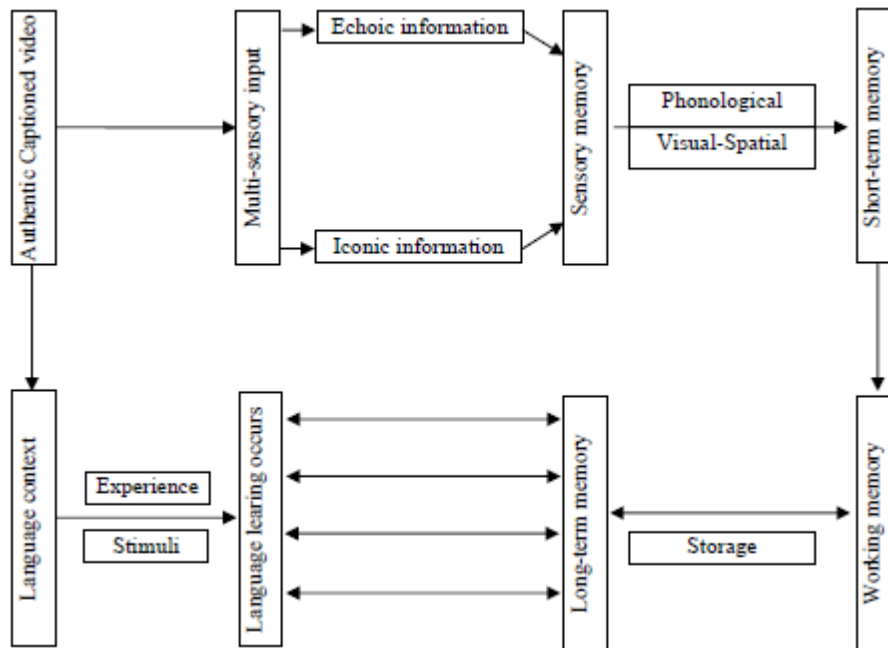 Authentic Captioned video
Multi-sensory input
Echoic information
Iconic information
Sensory memory
Phonological
Visual-Spatial
Short-term memory
Language context
Experience
Stimuli
Language learing occurs
Long-term memory
Storage
Working memory